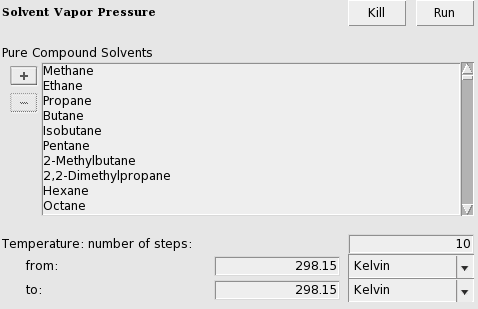 Solvent Vapor Pressure Kill Run
Pure Compound Solvents
+
Methane
Ethane
Propane
Butane
Isobutane
Pentane
2-Methylbutane
2,2-Dimethylpropane
Hexane
Octane
Temperature: number of steps: 10
from: 298.15 Kelvin
to: 298.15 Kelvin